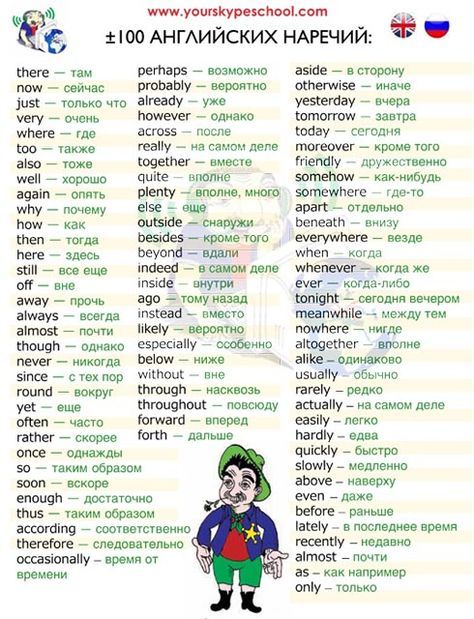 www.yourskypeschool.com
±100 АНГЛИЙСКИХ НАРЕЧИЙ:
there — там
now — сейчас
just — только что
very — очень
where — где
too — также
also — тоже
well — хорошо
again — опять
why — почему
how — как
then — тогда
here — здесь
still — все еще
off — вне
away — прочь
always — всегда
almost — почти
though — однако
never — никогда
since — с тех пор
round — вокруг
yet — еще
often — часто
rather — скорее
once — однажды
so — таким образом
soon — вскоре
enough — достаточно
thus — таким образом
according — соответственно
therefore — следовательно
occasionally — время от
времени
perhaps — возможно
probably — вероятно
already — уже
however — однако
across — после
really — на самом деле
together — вместе
quite — вполне
plenty — вполне, много
else — еще
outside — снаружи
besides — кроме того
beyond — вдали
indeed — в самом деле
inside — внутри
ago — тому назад
instead — вместо
likely — вероятно
especially — особенно
below — ниже
without — вне
through — насквозь
throughout — повсюду
forward — вперед
forth — дальше
aside — в сторону
otherwise — иначе
yesterday — вчера
tomorrow — завтра
today — сегодня
moreover — кроме того
friendly — дружественно
somehow — как-нибудь
somewhere — где-то
apart — отдельно
beneath — внизу
everywhere — везде
when — когда
whenever — когда же
ever — когда-либо
tonight — сегодня вечером
meanwhile — между тем
nowhere — нигде
altogether — вполне
alike — одинаково
usually — обычно
rarely — редко
actually — на самом деле
easily — легко
hardly — едва
quickly — быстро
slowly — медленно
above — наверху
even — даже
before — раньше
lately — в последнее время
recently — недавно
almost — почти
as — как например
only — только